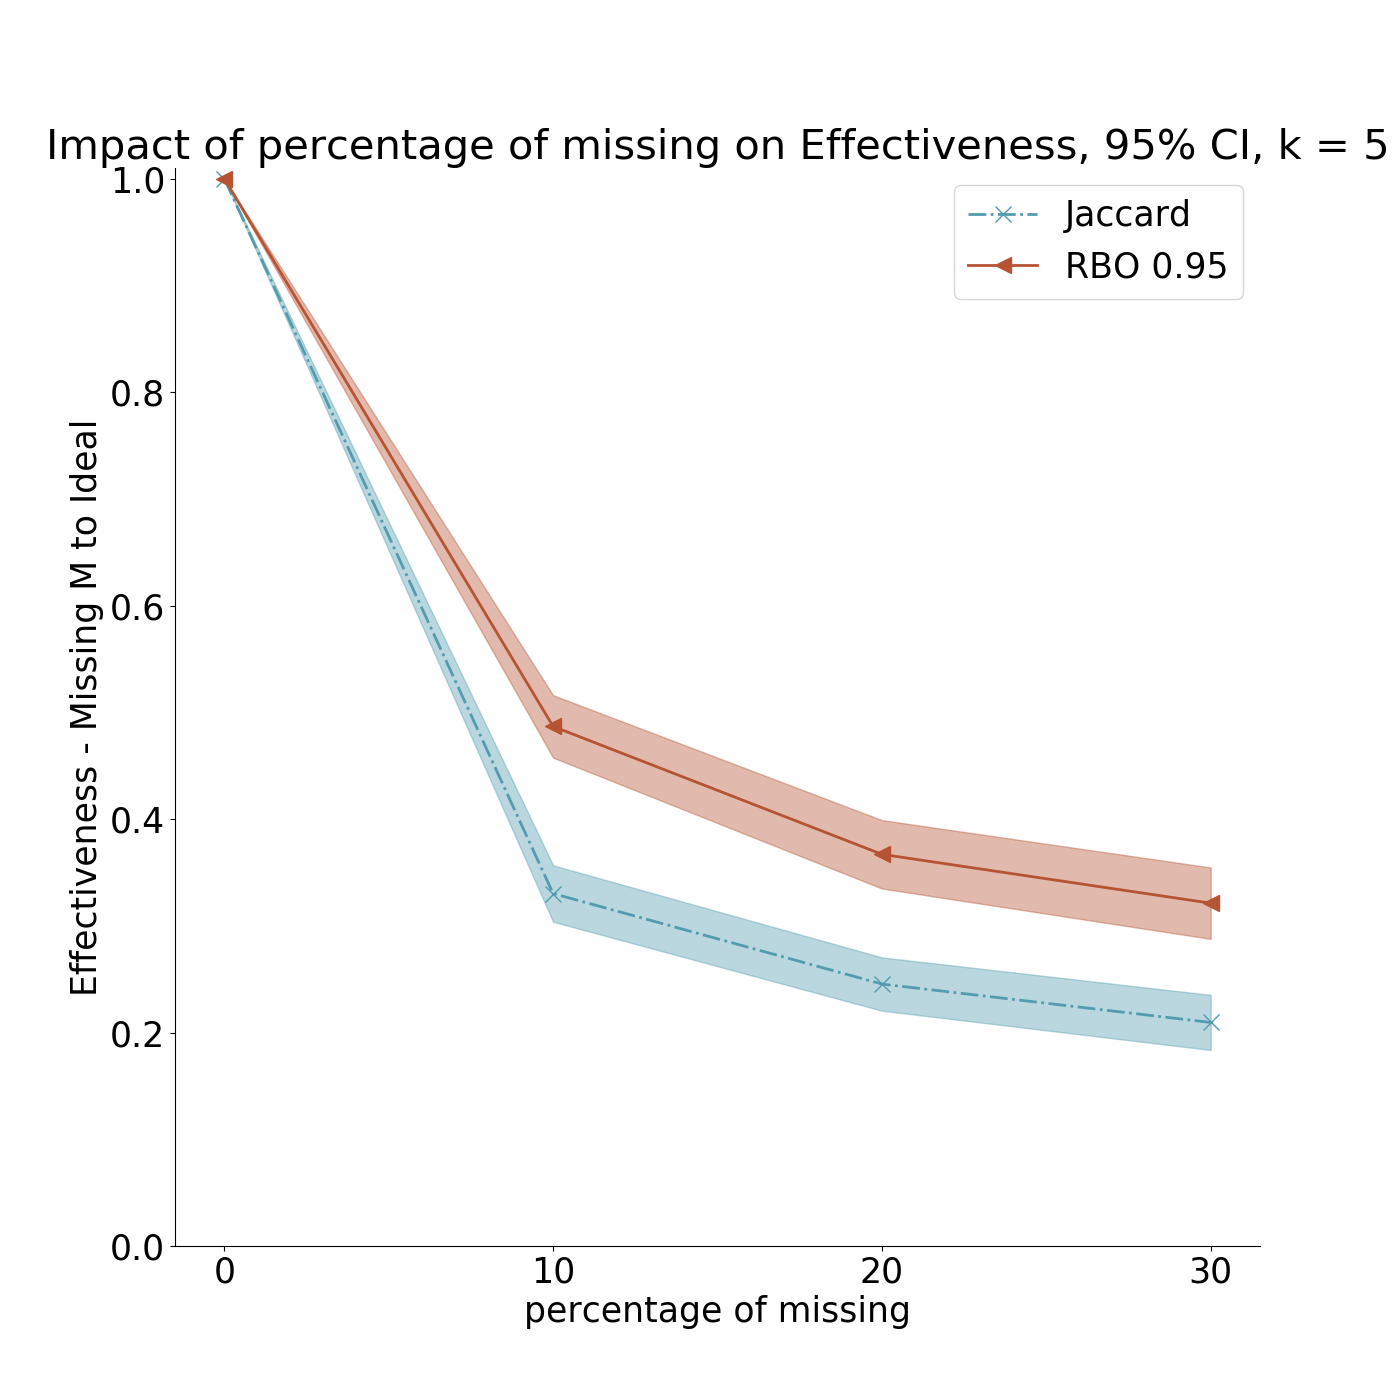 Impact of percentage of missing on Effectiveness, 95% CI, k = 5
Jaccard
RBO 0.95
Effectiveness - Missing M to Ideal
1.0
0.8
0.6
0.4
0.2
0.0
0 10 20 30
percentage of missing